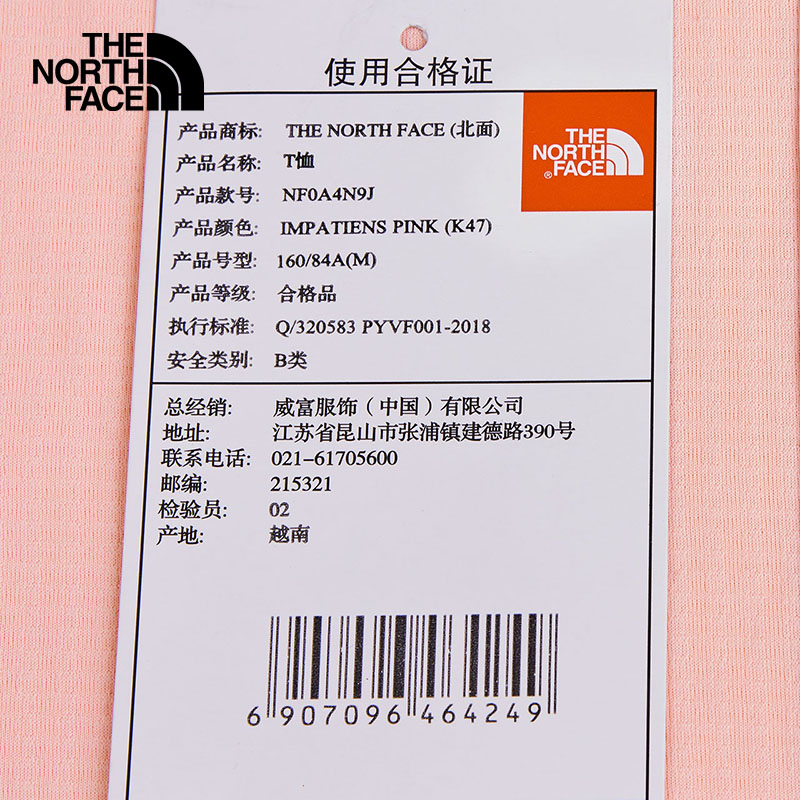 THE
NORTH
FACE
使用合格证
产品商标: THE NORTH FACE (北面)
产品名称: T恤
产品款号: NF0A4N9J
产品颜色: IMPATIENS PINK (K47)
产品号型: 160/84A(M)
产品等级: 合格品
执行标准: Q/320583 PYVF001-2018
安全类别: B类
THE
NORTH
FACE
®
总经销: 威富服饰（中国）有限公司
地址: 江苏省昆山市张浦镇建德路390号
联系电话: 021-61705600
邮编: 215321
检验员: 02
产地: 越南
6 907096 464249